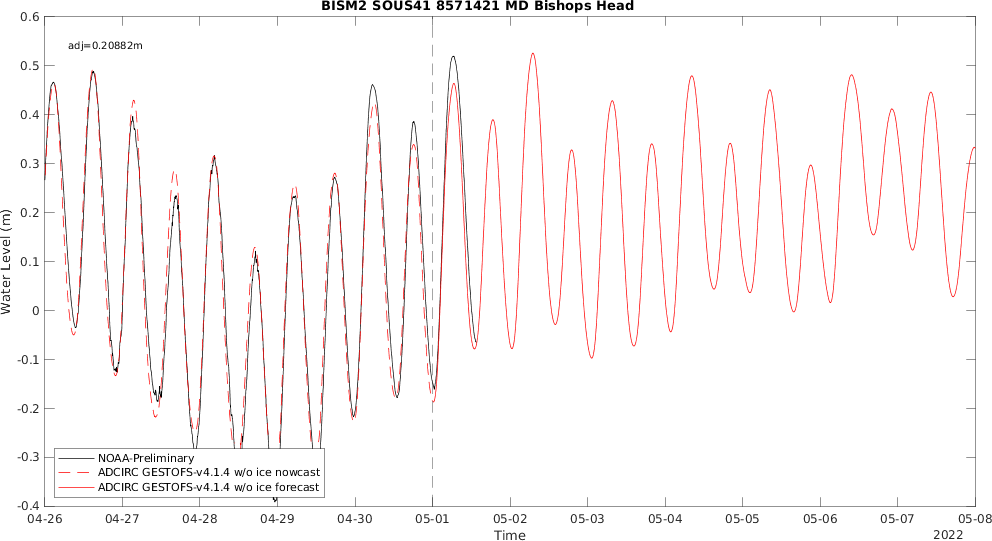 BISM2 SOUS41 8571421 MD Bishops Head
adj=0.20882m
Water Level (m)
0.6
0.5
0.4
0.3
0.2
0.1
0
-0.1
-0.2
-0.3
-0.4
NOAA-Preliminary
ADCIRC GESTOFS-v4.1.4 w/o ice nowcast
ADCIRC GESTOFS-v4.1.4 w/o ice forecast
04-26 04-27 04-28 04-29 04-30 05-01 05-02 05-03 05-04 05-05 05-06 05-07 05-08
Time
2022